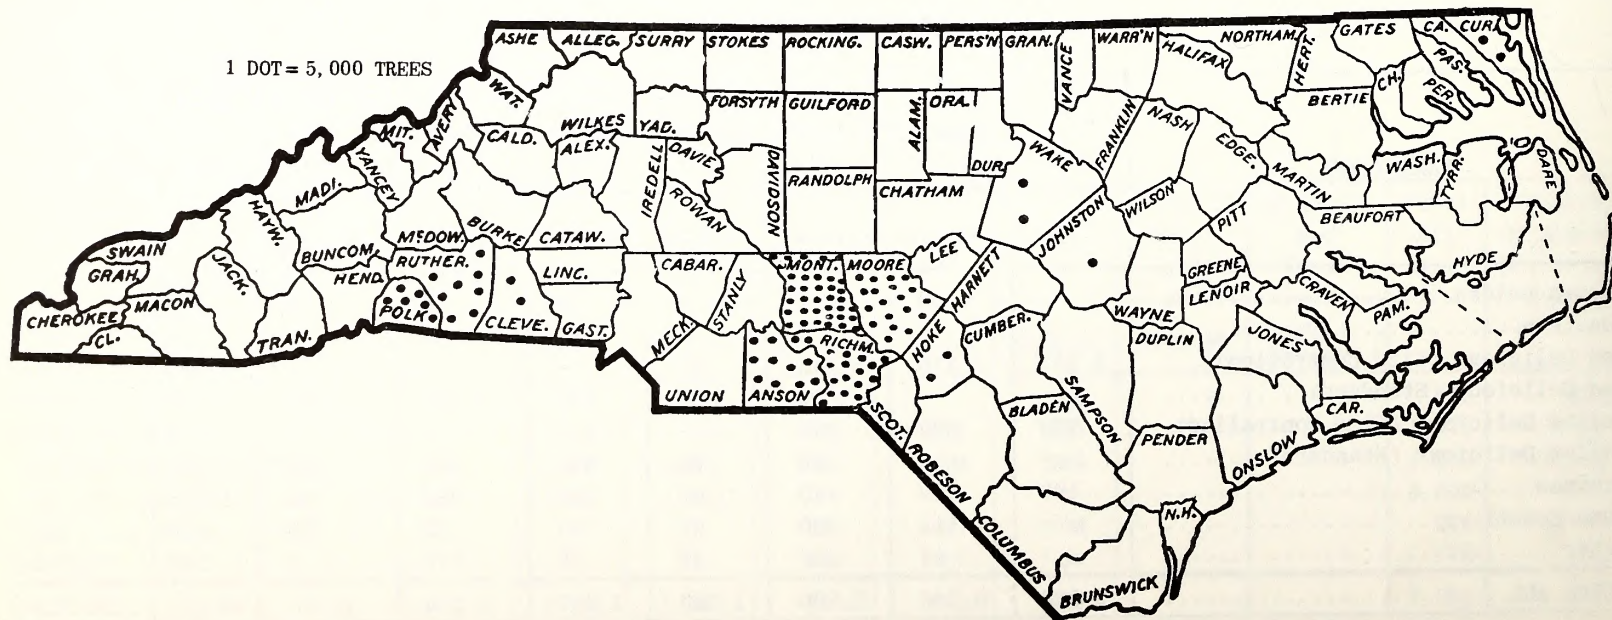 1 DOT = 5,000 TREES
ASHE
ALLEG.
SURRY
STOKES
ROCKING.
CASW.
PERS'N
GRAN.
VANCE
WARR'N
HALIFAX
NORTHAM.
HERT.
GATES
CA.
CUR.
PAS.
PER.
CH.
WAT.
AVERY
MIT.
YANCEY
MADI.
WILKES
YAD.
FORSYTH
GUILFORD
ALAM.
ORA.
DUR.
WAKE
FRANKLIN
NASH
EDGE.
BERTIE
MARTIN
WASH.
TYRR.
DARE
CALD.
ALEX.
IREDELL
DAVIE
ROWAN
DAVIDSON
RANDOLPH
CHATHAM
JOHNSTON
WILSON
PITT
BEAUFORT
HYDE
SWAIN
GRAH.
HAYW.
JACK.
BUNCOM.
HEND.
McDOW.
BURKE
CATAW.
RUTHER.
POLK
CLEVE.
LINC.
GAST.
CABAR.
STANLY
MECK.
MONT.
MOORE
LEE
HARNETT
HOKE
CUMBER.
WAYNE
GREENE
LENOIR
CRAVEN
PAM.
JONES
CHEROKEE
MACON
CL.
TRAN.
UNION
ANSON
RICHM.
SCOT.
ROBESON
BLADEN
SAMPSON
DUPLIN
PENDER
ONSLOW
CAR.
N.H.
COLUMBUS
BRUNSWICK